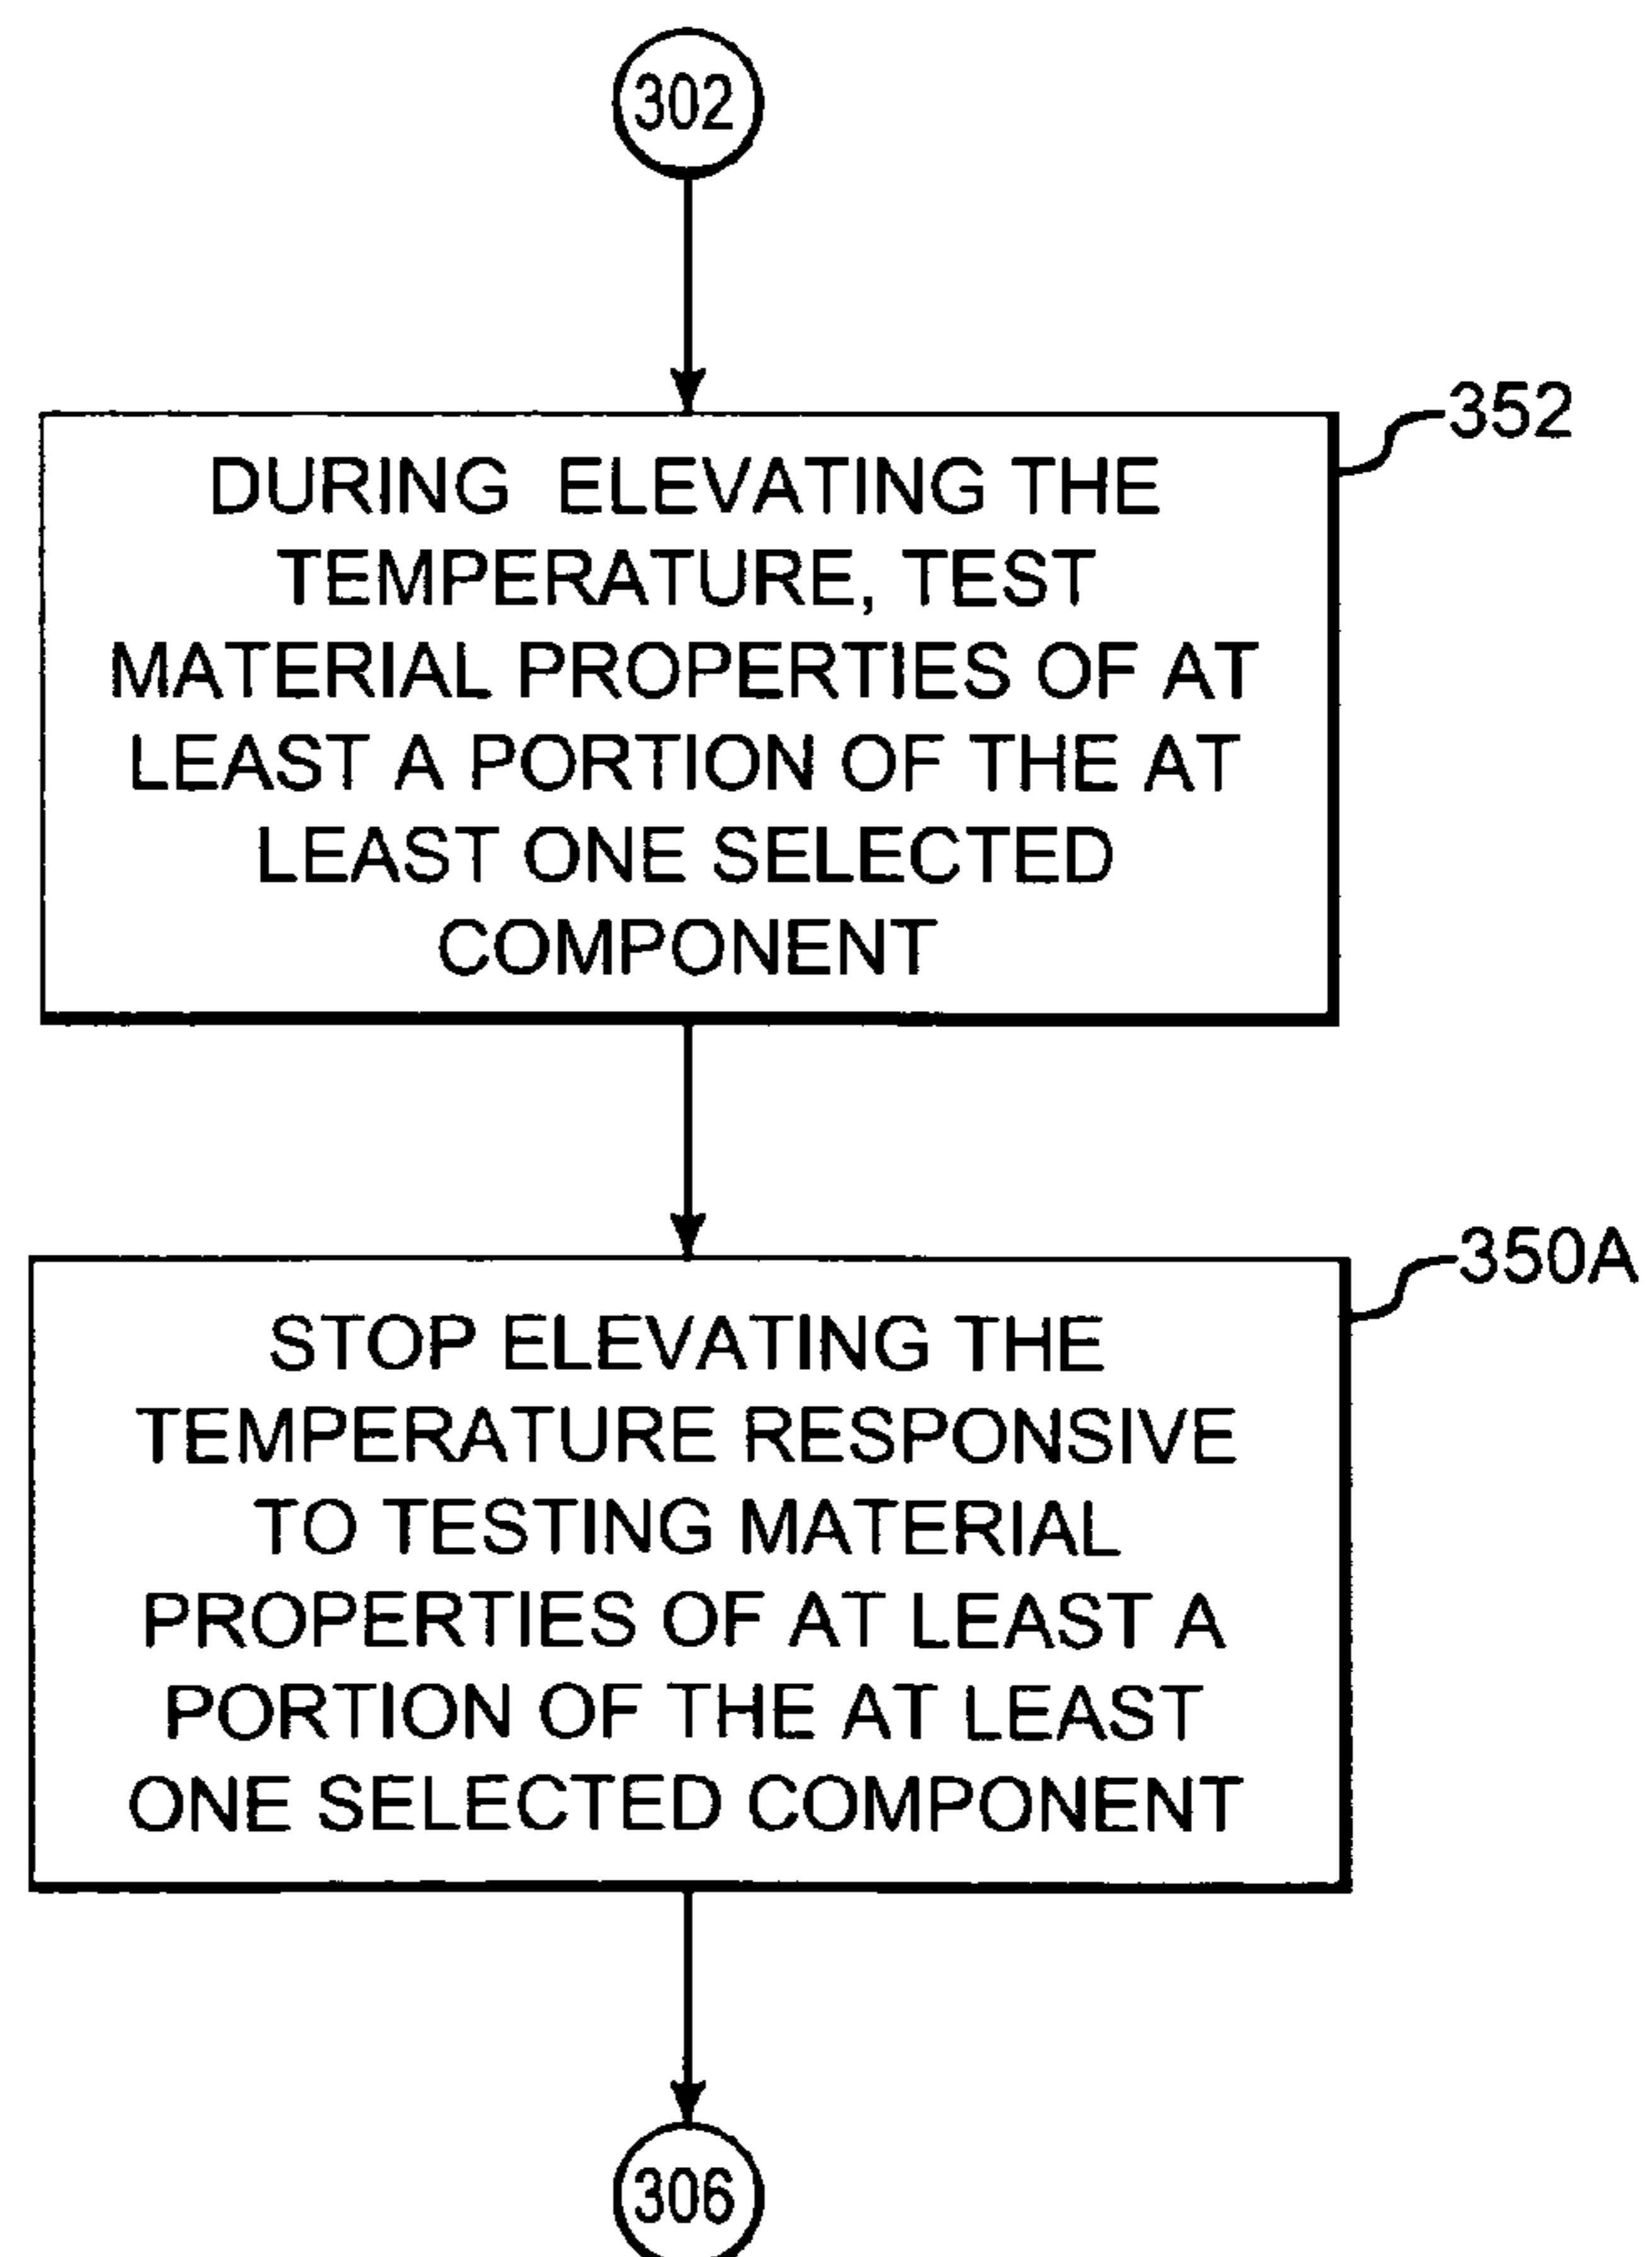 302
352
DURING ELEVATING THE
TEMPERATURE, TEST
MATERIAL PROPERTIES OF AT
LEAST A PORTION OF THE AT
LEAST ONE SELECTED
COMPONENT
350A
STOP ELEVATING THE
TEMPERATURE RESPONSIVE
TO TESTING MATERIAL
PROPERTIES OF AT LEAST A
PORTION OF THE AT LEAST
ONE SELECTED COMPONENT
306